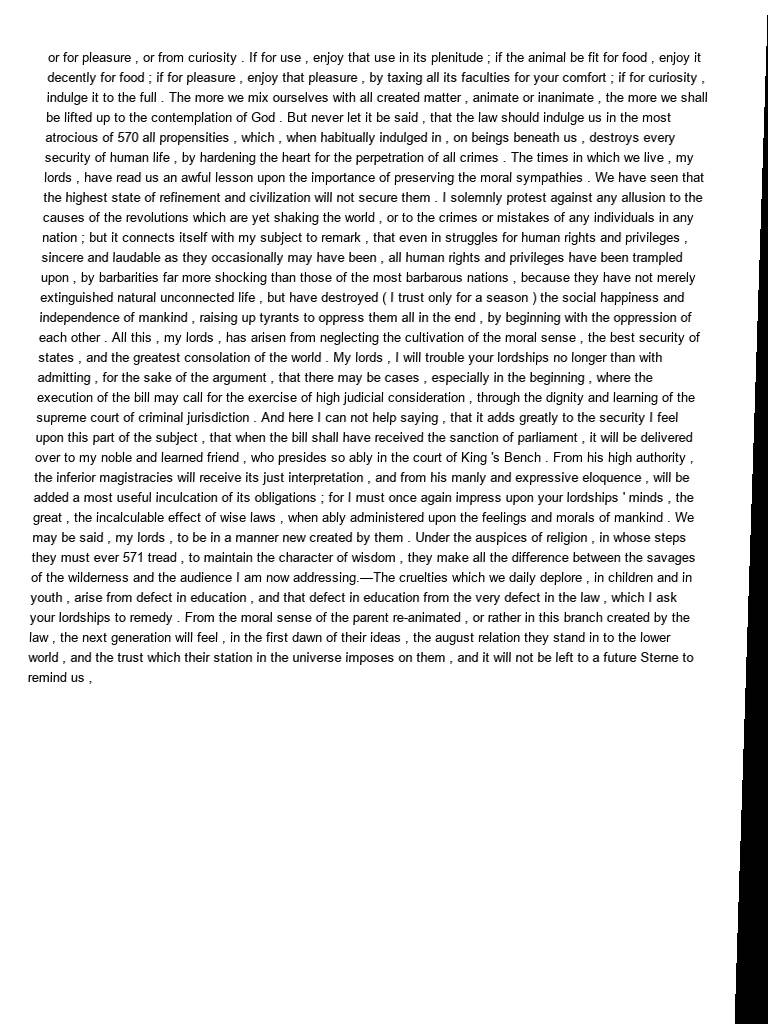 or for pleasure , or from curiosity . If for use , enjoy that use in its plenitude ; if the animal be fit for food , enjoy it
decently for food ; if for pleasure , enjoy that pleasure , by taxing all its faculties for your comfort ; if for curiosity ,
indulge it to the full . The more we mix ourselves with all created matter , animate or inanimate , the more we shall
be lifted up to the contemplation of God . But never let it be said , that the law should indulge us in the most
atrocious of 570 all propensities , which , when habitually indulged in , on beings beneath us , destroys every
security of human life , by hardening the heart for the perpetration of all crimes . The times in which we live , my
lords , have read us an awful lesson upon the importance of preserving the moral sympathies . We have seen that
the highest state of refinement and civilization will not secure them . I solemnly protest against any allusion to the
causes of the revolutions which are yet shaking the world , or to the crimes or mistakes of any individuals in any
nation ; but it connects itself with my subject to remark , that even in struggles for human rights and privileges ,
sincere and laudable as they occasionally may have been , all human rights and privileges have been trampled
upon , by barbarities far more shocking than those of the most barbarous nations , because they have not merely
extinguished natural unconnected life , but have destroyed ( I trust only for a season ) the social happiness and
independence of mankind , raising up tyrants to oppress them all in the end , by beginning with the oppression of
each other . All this , my lords , has arisen from neglecting the cultivation of the moral sense , the best security of
states , and the greatest consolation of the world . My lords , I will trouble your lordships no longer than with
admitting , for the sake of the argument , that there may be cases , especially in the beginning , where the
execution of the bill may call for the exercise of high judicial consideration , through the dignity and learning of the
supreme court of criminal jurisdiction . And here I can not help saying , that it adds greatly to the security I feel
upon this part of the subject , that when the bill shall have received the sanction of parliament , it will be delivered
over to my noble and learned friend , who presides so ably in the court of King 's Bench . From his high authority ,
the inferior magistracies will receive its just interpretation , and from his manly and expressive eloquence , will be
added a most useful inculcation of its obligations ; for I must once again impress upon your lordships ' minds , the
great , the incalculable effect of wise laws , when ably administered upon the feelings and morals of mankind . We
may be said , my lords , to be in a manner new created by them . Under the auspices of religion , in whose steps
they must ever 571 tread , to maintain the character of wisdom , they make all the difference between the savages
of the wilderness and the audience I am now addressing.—The cruelties which we daily deplore , in children and in
youth , arise from defect in education , and that defect in education from the very defect in the law , which I ask
your lordships to remedy . From the moral sense of the parent re-animated , or rather in this branch created by the
law , the next generation will feel , in the first dawn of their ideas , the august relation they stand in to the lower
world , and the trust which their station in the universe imposes on them , and it will not be left to a future Sterne to
remind us ,